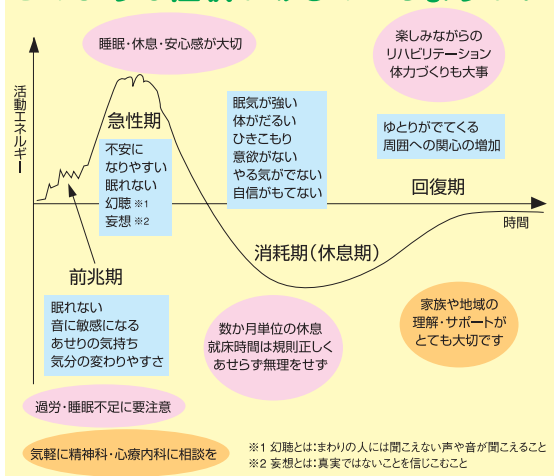 睡眠・休息・安心感が大切
楽しみながらの
リハビリテーション
体力づくりも大事
活動エネルギー
急性期
不安に
なりやすい
眠れない
幻聴 ※1
妄想 ※2
眠気が強い
体がだるい
ひきこもり
意欲がない
やる気がでない
自信がもてない
ゆとりがでてくる
周囲への関心の増加
回復期
時間
消耗期(休息期)
前兆期
眠れない
音に敏感になる
あせりの気持ち
気分の変わりやすさ
数か月単位の休息
就床時間は規則正しく
あせらず無理をせず
家族や地域の
理解・サポートが
とても大切です
過労・睡眠不足に要注意
気軽に精神科・心療内科に相談を
※1 幻聴とは:まわりの人には聞こえない声や音が聞こえること
※2 妄想とは:真実ではないことを信じこむこと